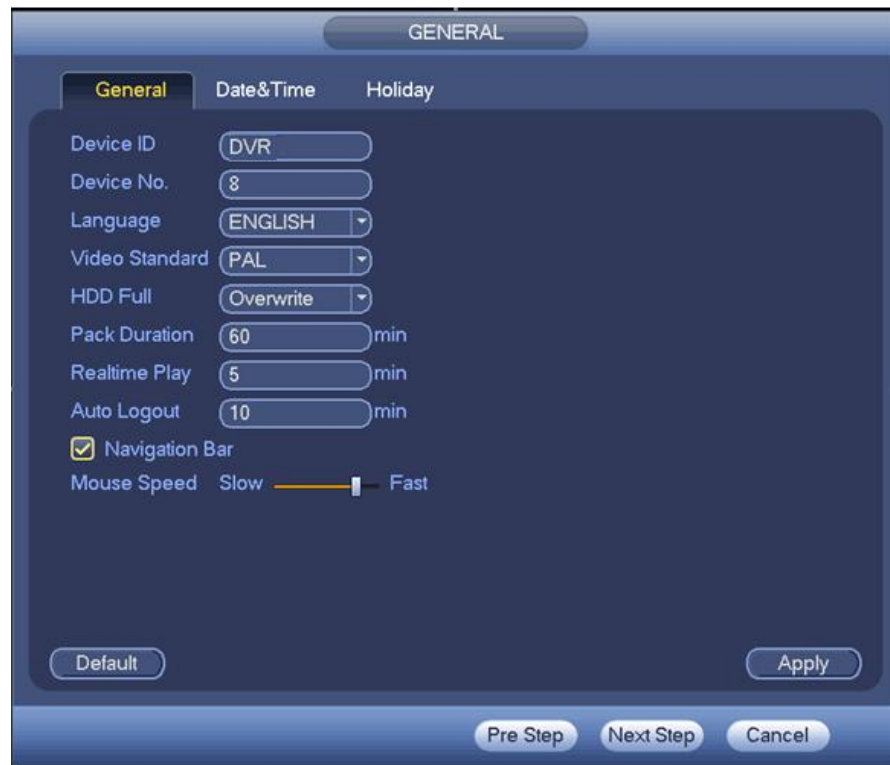 GENERAL
General Date&Time Holiday
Device ID DVR
Device No. 8
Language ENGLISH
Video Standard PAL
HDD Full Overwrite
Pack Duration 60 min
Realtime Play 5 min
Auto Logout 10 min
Navigation Bar
Mouse Speed Slow Fast
Default Apply
Pre Step Next Step Cancel